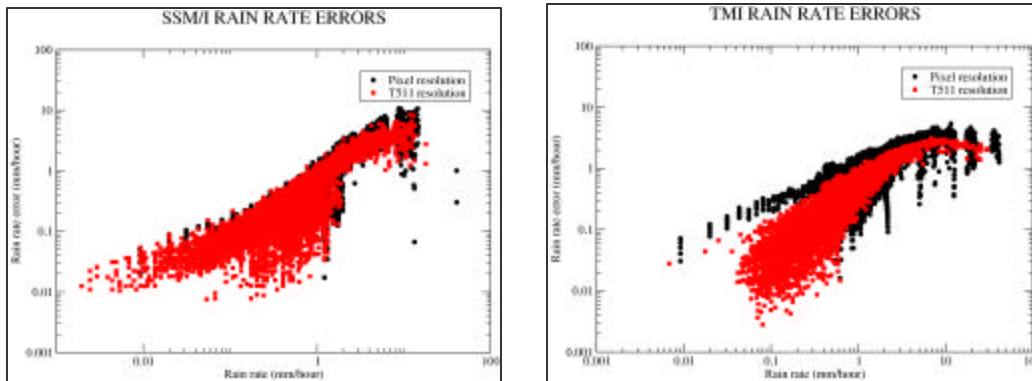 SSM/I RAIN RATE ERRORS
100
10
1
0.1
0.01
0.001
Rain rate error (mm/hour)
Pixel resolution
T511 resolution
0.01
1
100
Rain rate (mm/hour)
TMI RAIN RATE ERRORS
100
10
1
0.1
0.01
0.001
Rain rate error (mm/hour)
Pixel resolution
T511 resolution
0.001
0.01
0.1
1
10
100
Rain rate (mm/hour)